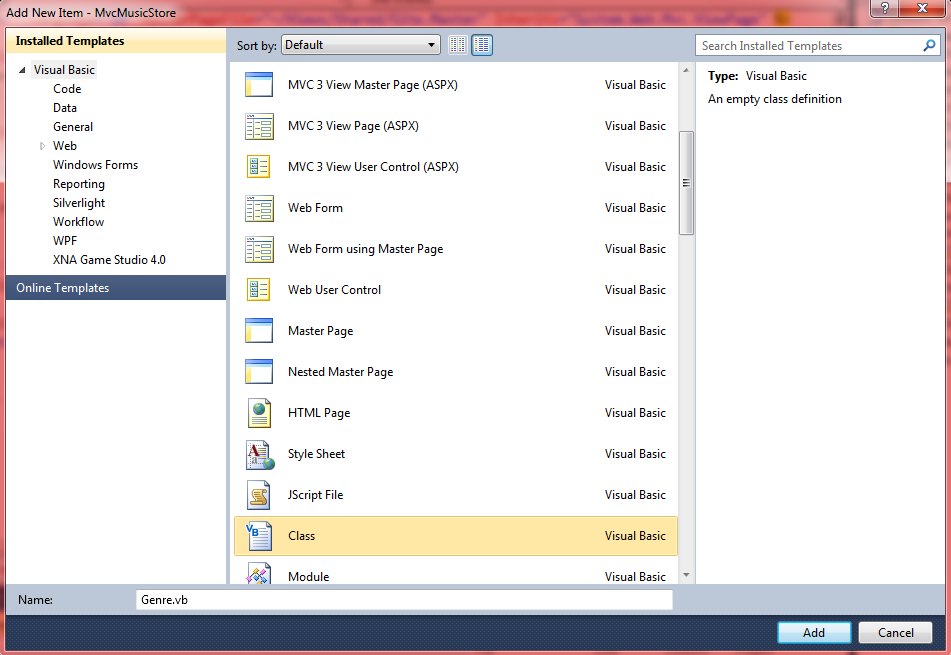 Add New Item - MvcMusicStore
Installed Templates
Visual Basic
Code
Data
General
Web
Windows Forms
Reporting
Silverlight
Workflow
WPF
XNA Game Studio 4.0
Online Templates
Sort by: Default
MVC 3 View Master Page (ASPX) Visual Basic
MVC 3 View Page (ASPX) Visual Basic
MVC 3 View User Control (ASPX) Visual Basic
Web Form Visual Basic
Web Form using Master Page Visual Basic
Web User Control Visual Basic
Master Page Visual Basic
Nested Master Page Visual Basic
HTML Page Visual Basic
Style Sheet Visual Basic
JScript File Visual Basic
Class Visual Basic
Module Visual Basic
Search Installed Templates
Type: Visual Basic
An empty class definition
Name: Genre.vb
Add Cancel